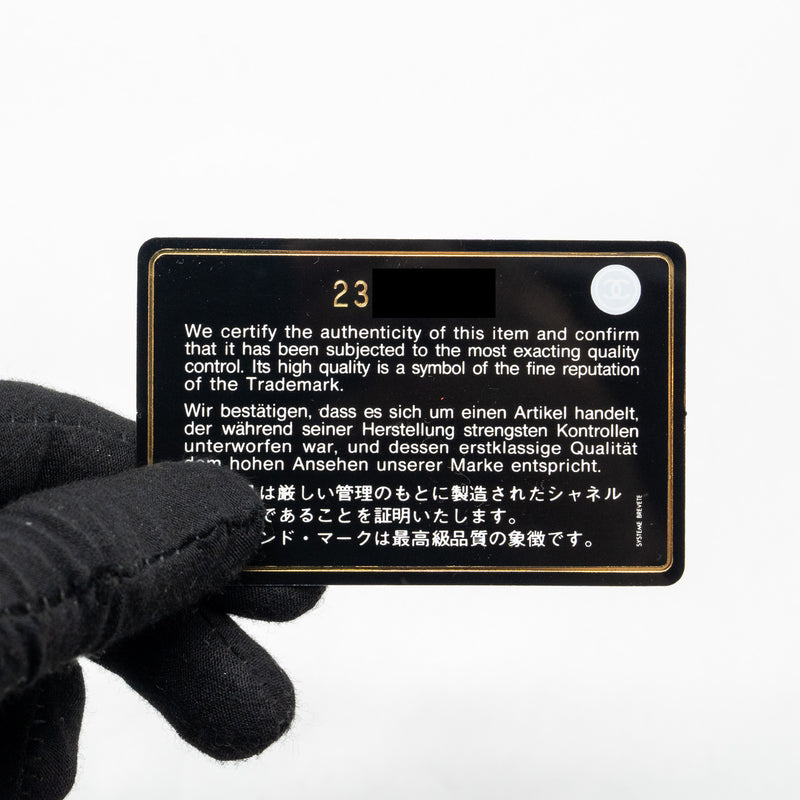 23
We certify the authenticity of this item and confirm
that it has been subjected to the most exacting quality
control. Its high quality is a symbol of the fine reputation
of the Trademark.
Wir bestätigen, dass es sich um einen Artikel handelt,
der während seiner Herstellung strengsten Kontrollen
unterworfen war, und dessen erstklassige Qualität
dem hohen Ansehen unserer Marke entspricht.
は厳しい管理のもとに製造されたシャネル
であることを証明いたします。
ンド・マークは最高級品質の象徴です。
SYSTEME BREVETE